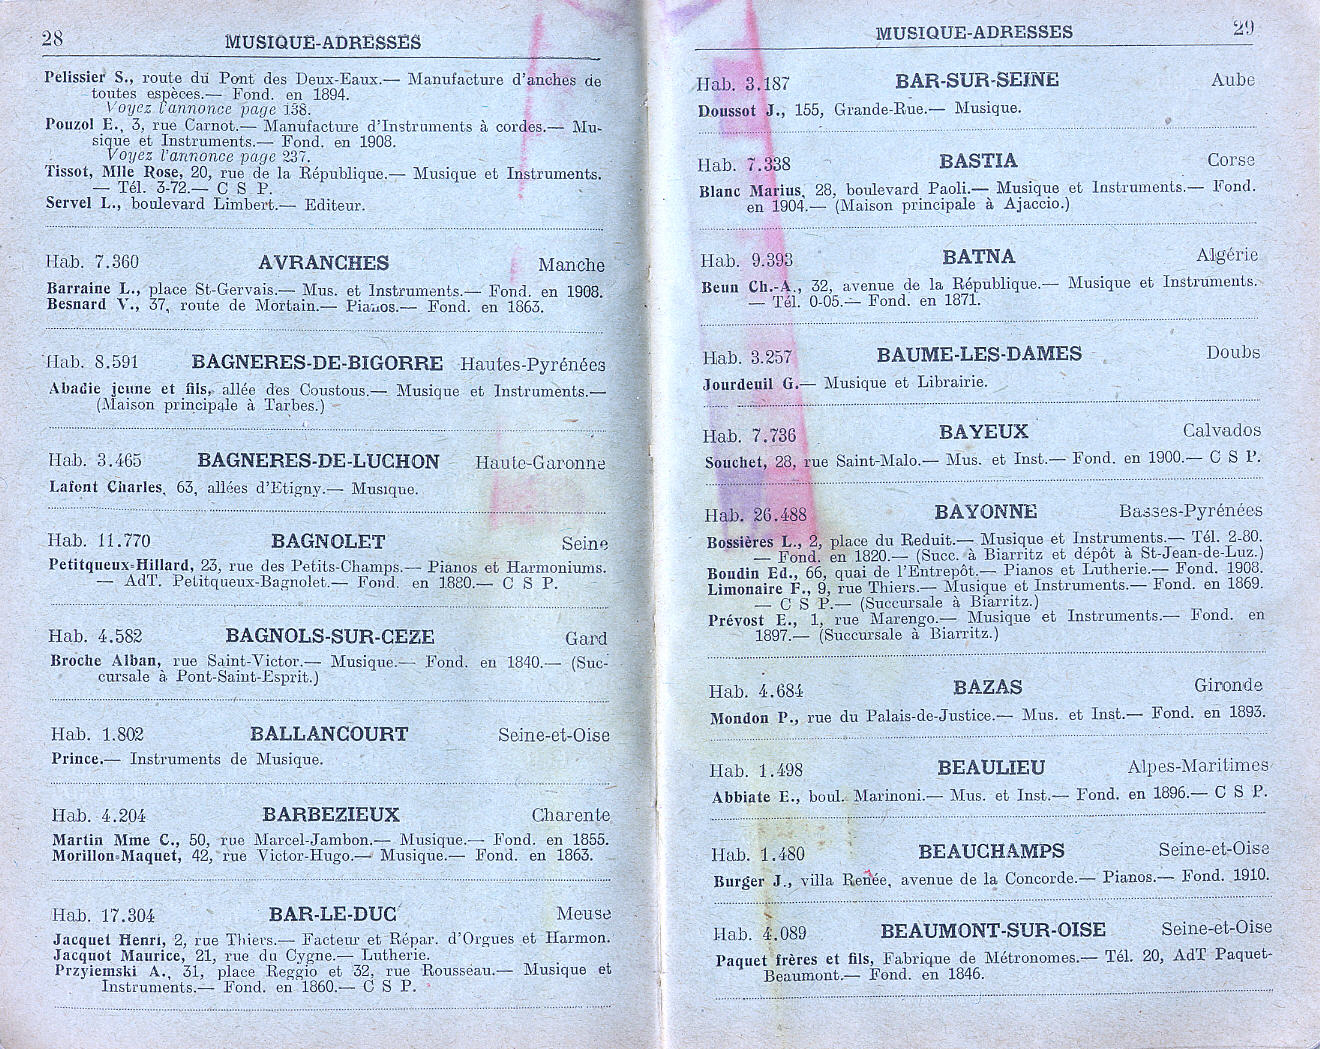 28
MUSIQUE-ADRESSES
Pelissier S., route du Pont des Deux-Eaux.— Manufacture d'anches de
toutes espèces.— Fond. en 1894.
Voyez l'annonce page 138.
Pouzol E., 3, rue Carnot.— Manufacture d'Instruments à cordes.— Mu-
sique et Instruments.— Fond. en 1908.
Voyez l'annonce page 237.
Tissot, Mlle Rose, 20, rue de la République.— Musique et Instruments.
— Tél. 3-72.— C S P.
Servel L., boulevard Limbert.— Editeur.
Hab. 7.360 AVRANCHES Manche
Barraine L., place St-Gervais.— Mus. et Instruments.— Fond. en 1908.
Besnard V., 37, route de Mortain.— Pianos.— Fond. en 1863.
Hab. 8.591 BAGNERES-DE-BIGORRE Hautes-Pyrénées
Abadie jeune et fils, allée des Coustous.— Musique et Instruments.—
(Maison principale à Tarbes.)
Hab. 3.465 BAGNERES-DE-LUCHON Haute-Garonne
Lafont Charles, 63, allées d'Etigny.— Musique.
Hab. 11.770 BAGNOLET Seine
Petitqueux-Hillard, 23, rue des Petits-Champs.— Pianos et Harmoniums.
— AdT. Petitqueux-Bagnolet.— Fond. en 1880.— C S P.
Hab. 4.582 BAGNOLS-SUR-CEZE Gard
Broche Alban, rue Saint-Victor.— Musique.— Fond. en 1840.— (Suc-
cursale à Pont-Saint-Esprit.)
Hab. 1.802 BALLANCOURT Seine-et-Oise
Prince.— Instruments de Musique.
Hab. 4.204 BARBEZIEUX Charente
Martin Mme C., 50, rue Marcel-Jambon.— Musique.— Fond. en 1855.
Morillon-Maquet, 42, rue Victor-Hugo.— Musique.— Fond. en 1863.
Hab. 17.304 BAR-LE-DUC Meuse
Jacquet Henri, 2, rue Thiers.— Facteur et Répar. d'Orgues et Harmon.
Jacquot Maurice, 21, rue du Cygne.— Lutherie.
Przyiemski A., 31, place Reggio et 32, rue Rousseau.— Musique et
Instruments.— Fond. en 1860.— C S P.
MUSIQUE-ADRESSES
29
Hab. 3.187 BAR-SUR-SEINE Aube
Doussot J., 155, Grande-Rue.— Musique.
Hab. 7.338 BASTIA Corse
Blanc Marius, 28, boulevard Paoli.— Musique et Instruments.— Fond.
en 1904.— (Maison principale à Ajaccio.)
Hab. 9.393 BATNA Algérie
Beun Ch.-A., 32, avenue de la République.— Musique et Instruments.
— Tél. 0-05.— Fond. en 1871.
Hab. 3.257 BAUME-LES-DAMES Doubs
Jourdeuil G.— Musique et Librairie.
Hab. 7.736 BAYEUX Calvados
Souchet, 28, rue Saint-Malo.— Mus. et Inst.— Fond. en 1900.— C S P.
Hab. 26.488 BAYONNE Basses-Pyrénées
Bossières L., 2, place du Reduit.— Musique et Instruments.— Tél. 2-80.
— Fond. en 1820.— (Succ. à Biarritz et dépôt à St-Jean-de-Luz.)
Boudin Ed., 66, quai de l'Entrepôt.— Pianos et Lutherie.— Fond. 1908.
Limonaire F., 9, rue Thiers.— Musique et Instruments.— Fond. en 1869.
— C S P.— (Succursale à Biarritz.)
Prévost E., 1, rue Marengo.— Musique et Instruments.— Fond. en
1897.— (Succursale à Biarritz.)
Hab. 4.684 BAZAS Gironde
Mondon P., rue du Palais-de-Justice.— Mus. et Inst.— Fond. en 1893.
Hab. 1.498 BEAULIEU Alpes-Maritimes
Abbiate E., boul. Marinoni.— Mus. et Inst.— Fond. en 1896.— C S P.
Hab. 1.480 BEAUCHAMPS Seine-et-Oise
Burger J., villa Renée, avenue de la Concorde.— Pianos.— Fond. 1910.
Hab. 4.089 BEAUMONT-SUR-OISE Seine-et-Oise
Paquet frères et fils, Fabrique de Métronomes.— Tél. 20, AdT Paquet-
Beaumont.— Fond. en 1846.